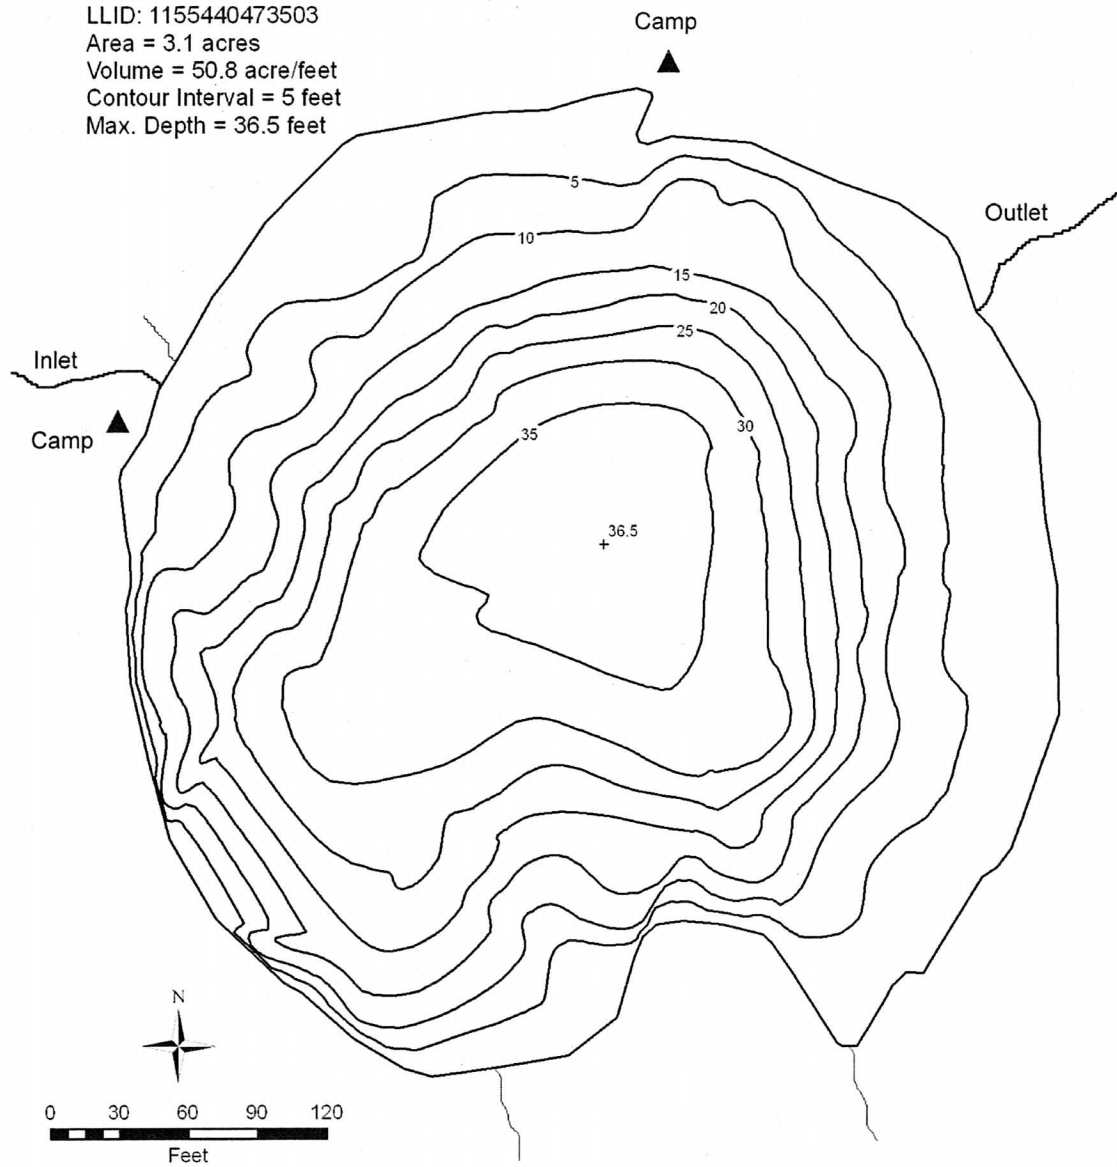 LLID: 1155440473503
Area = 3.1 acres
Volume = 50.8 acre/feet
Contour Interval = 5 feet
Max. Depth = 36.5 feet
Camp
5
Outlet
10
15
20
25
Inlet
Camp
30
35
36.5
N
0 30 60 90 120
Feet